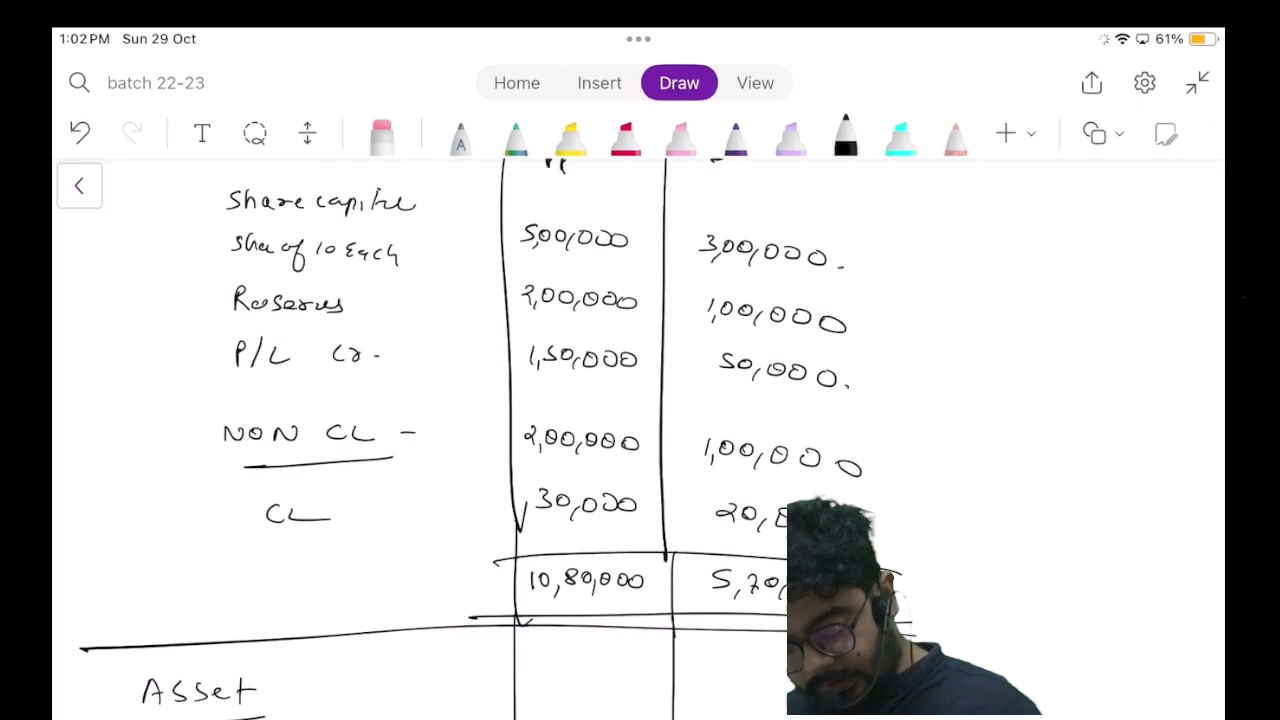 1:02 PM Sun 29 Oct 61%
batch 22-23 Home Insert Draw View
T A
Share capital
Share of 10 Each 5,00,000 3,00,000.
Reserves 2,00,000 1,00,000
P/L Cr. 1,50,000 50,000.
NON CL - 2,00,000 1,00,000
CL 30,000
10,80,000
Asset